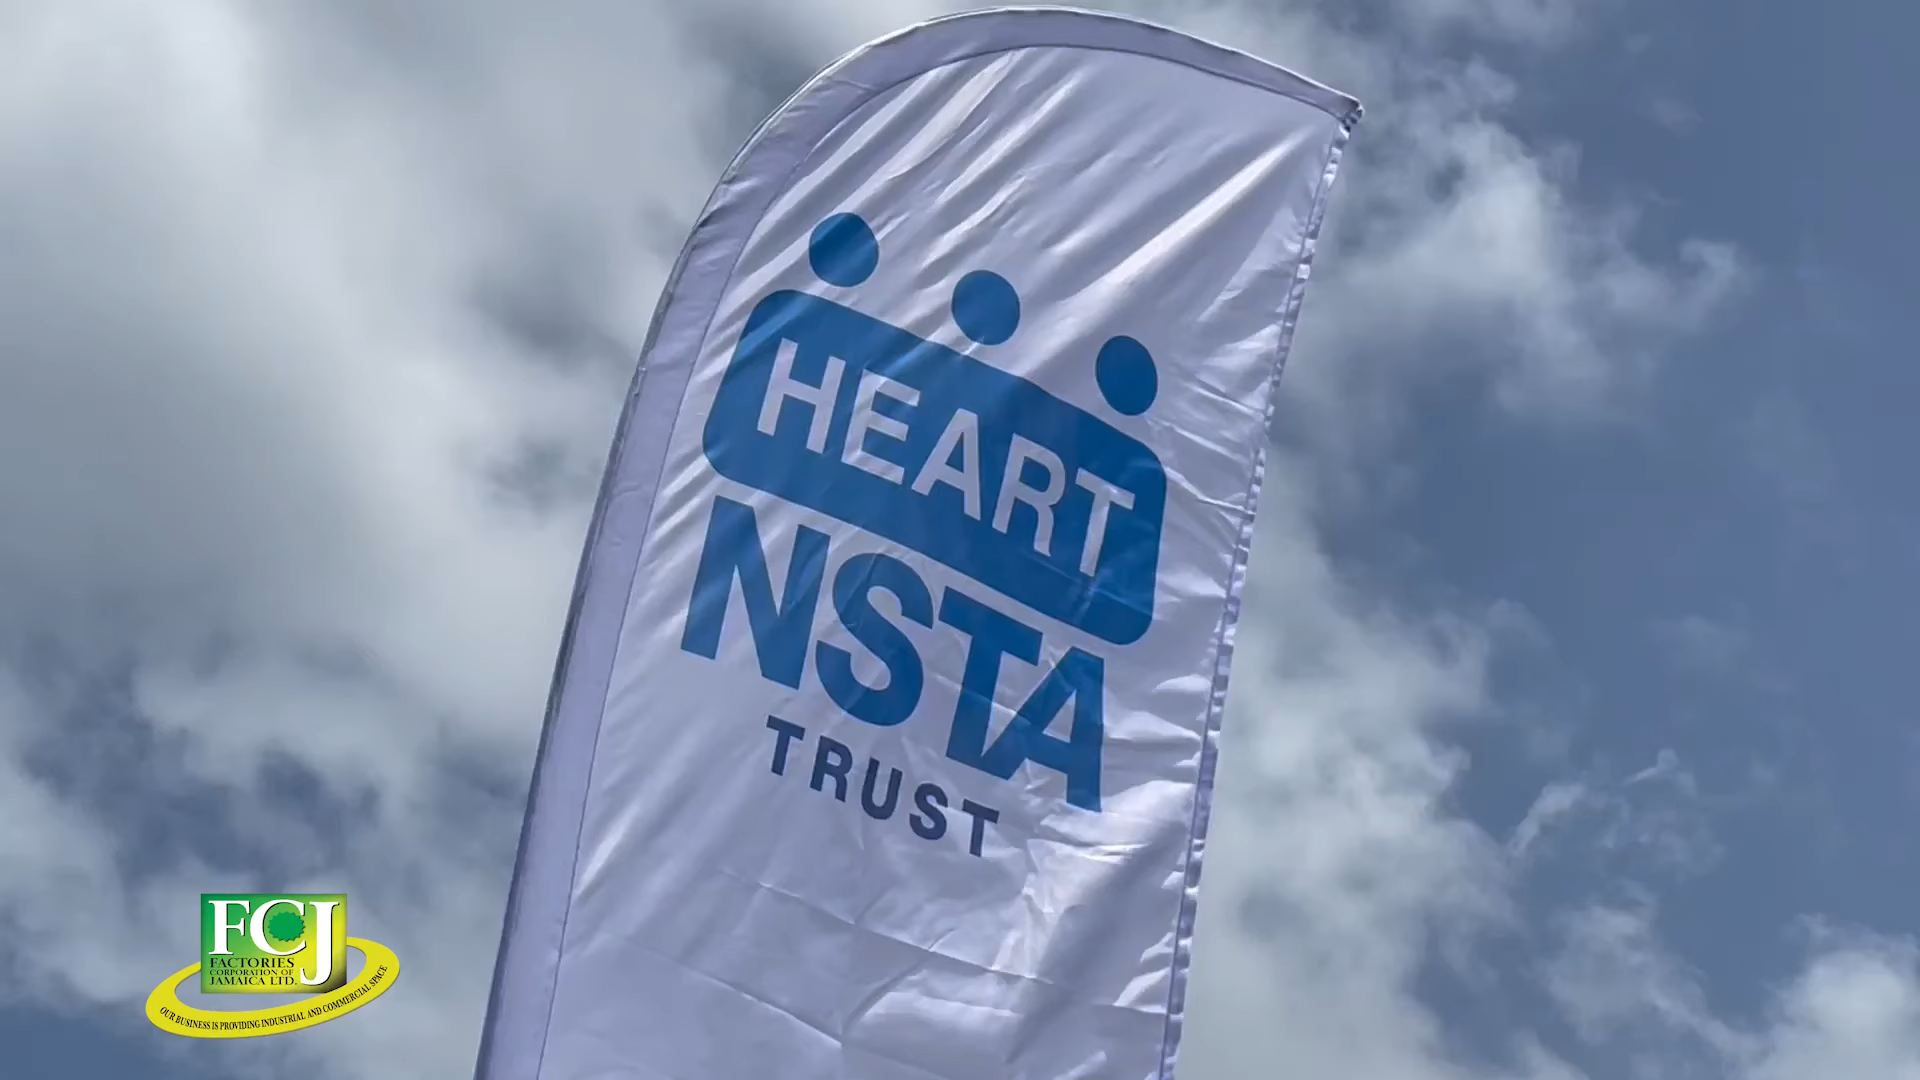 HEART
NSTA
TRUST
FCJ
FACTORIES
CORPORATION OF
JAMAICA LTD.
OUR BUSINESS IS PROVIDING INDUSTRIAL AND COMMERCIAL SPACE